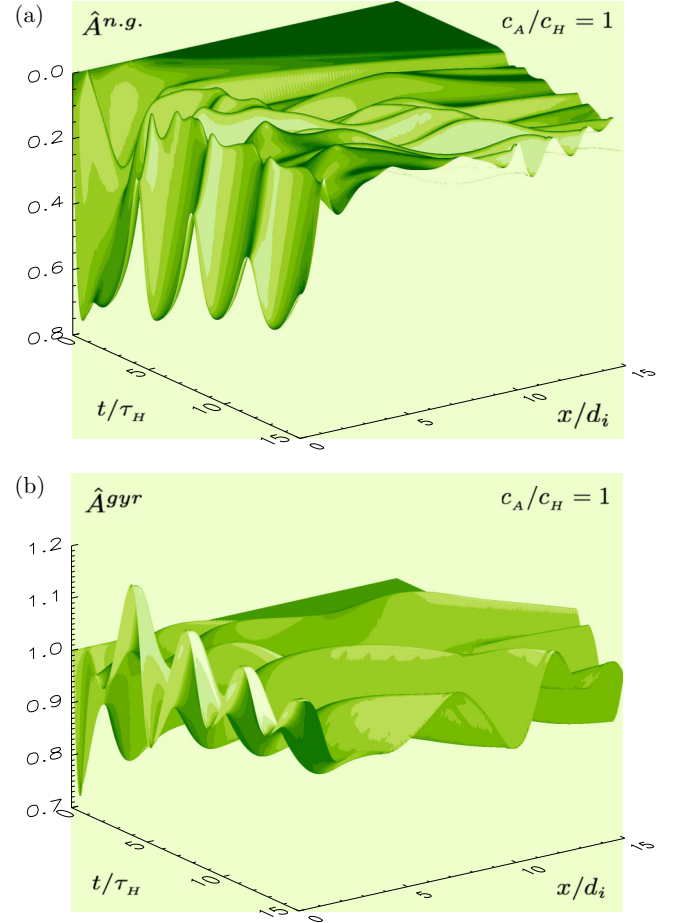 (a)
Â^{n.g.}
c_A/c_H = 1
0.0
0.2
0.4
0.6
0.8
0
5
10
15
t/τ_H
0
5
10
15
x/d_i
(b)
Â^{gyr}
c_A/c_H = 1
1.2
1.1
1.0
0.9
0.8
0.7
0
5
10
15
t/τ_H
0
5
10
15
x/d_i